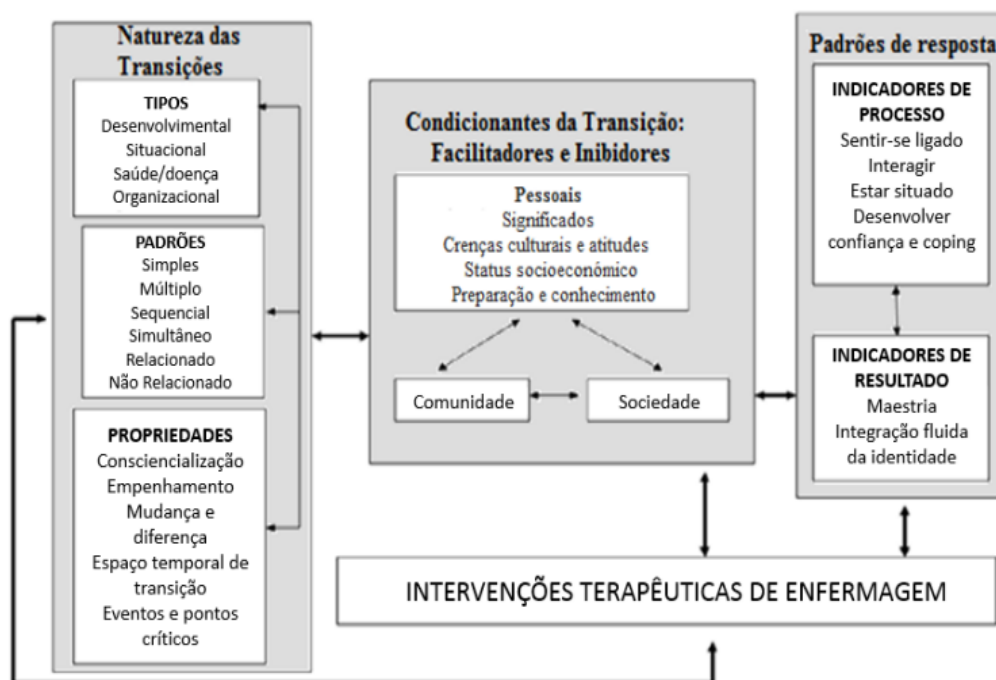 Natureza das
Transições
TIPOS
Desenvolvimental
Situacional
Saúde/doença
Organizacional
PADRÕES
Simples
Múltiplo
Sequencial
Simultâneo
Relacionado
Não Relacionado
PROPRIEDADES
Consciencialização
Empenhamento
Mudança e
diferença
Espaço temporal de
transição
Eventos e pontos
críticos
Condicionantes da Transição:
Facilitadores e Inibidores
Pessoais
Significados
Crenças culturais e atitudes
Status socioeconómico
Preparação e conhecimento
Comunidade
Sociedade
Padrões de resposta
INDICADORES DE
PROCESSO
Sentir-se ligado
Interagir
Estar situado
Desenvolver
confiança e coping
INDICADORES DE
RESULTADO
Maestria
Integração fluida
da identidade
INTERVENÇÕES TERAPÊUTICAS DE ENFERMAGEM